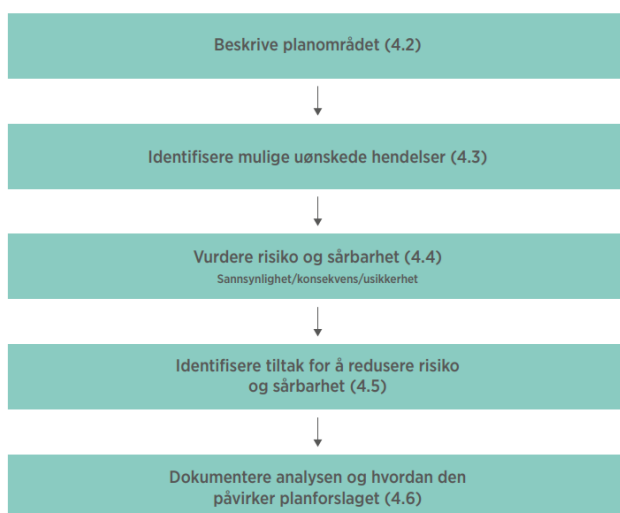 Beskrive planområdet (4.2)
Identifisere mulige uønskede hendelser (4.3)
Vurdere risiko og sårbarhet (4.4)
Sannsynlighet/konsekvens/usikkerhet
Identifisere tiltak for å redusere risiko
og sårbarhet (4.5)
Dokumentere analysen og hvordan den
påvirker planforslaget (4.6)